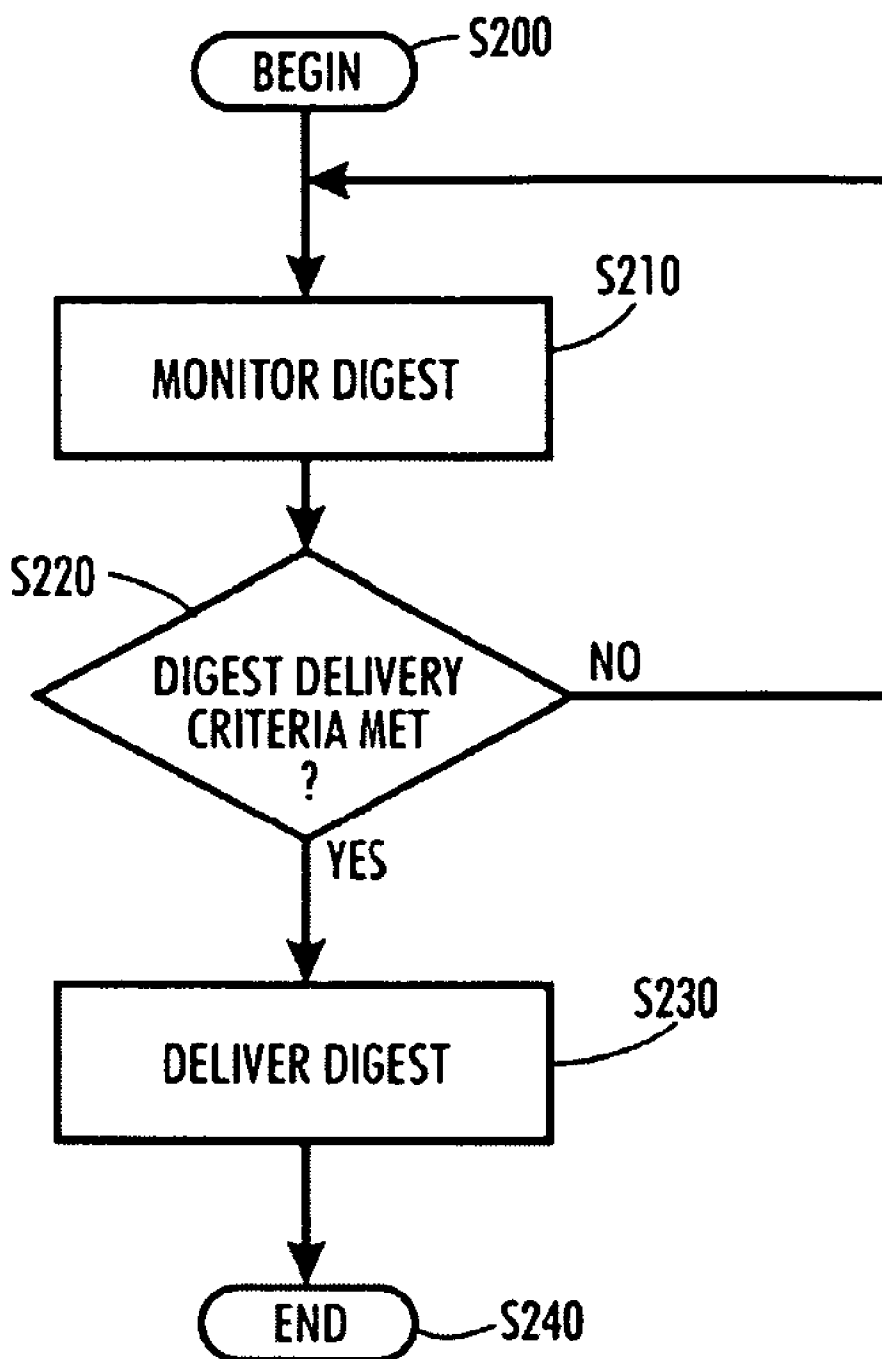 BEGIN
S200
S210
MONITOR DIGEST
S220
DIGEST DELIVERY
CRITERIA MET
?
NO
YES
S230
DELIVER DIGEST
END
S240